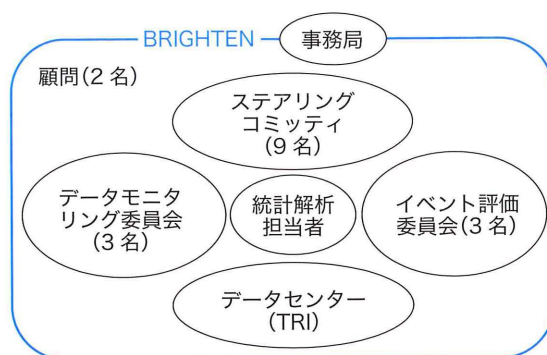 BRIGHTEN
事務局
顧問(2名)
ステアリング
コミッティ
(9名)
データモニタ
リング委員会
(3名)
統計解析
担当者
イベント評価
委員会(3名)
データセンター
(TRI)